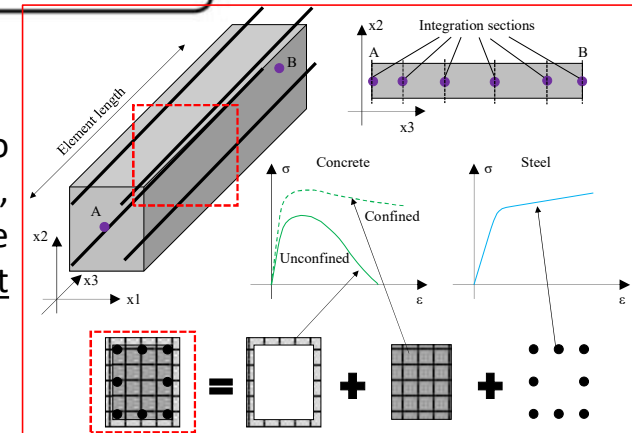 x2
Integration sections
A
B
x3
Element length
B
A
x2
x3
x1
σ
Concrete
Confined
Unconfined
ε
σ
Steel
ε
,
e
t
=
+
+